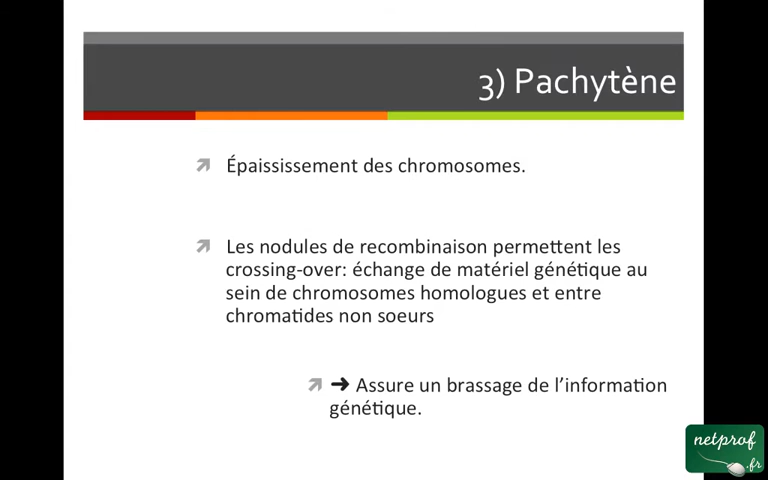 3) Pachytène
Épaississement des chromosomes.
Les nodules de recombinaison permettent les
crossing-over: échange de matériel génétique au
sein de chromosomes homologues et entre
chromatides non soeurs
➔ Assure un brassage de l'information
génétique.
netprof
.fr